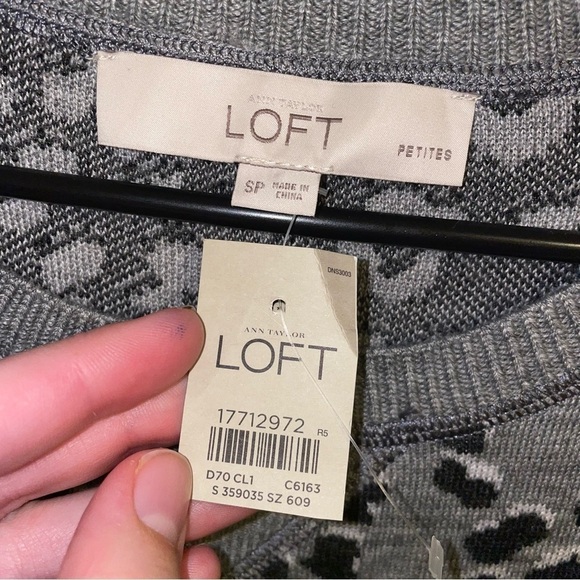 ANN TAYLOR
LOFT
PETITES
SP
MADE IN
CHINA
DNS3003
ANN TAYLOR
LOFT
17712972 R5
D70 CL1 C6163
S 359035 SZ 609